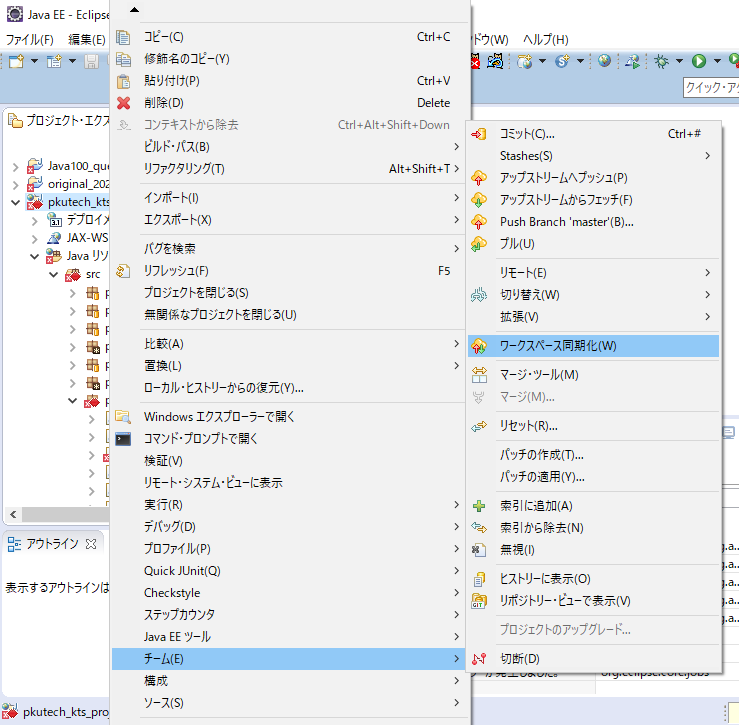 Java EE - Eclipse
ファイル(F) 編集(E)
ドウ(W) ヘルプ(H)
クイック・ア
プロジェクト・エクス
Java100_que
original_202
pkutech_kts
デプロイメ
JAX-WS
Java リソ
src
アウトライン
表示するアウトラインは
pkutech_kts_proj
コピー(C) Ctrl+C
修飾名のコピー(Y)
貼り付け(P) Ctrl+V
削除(D) Delete
コンテキストから除去 Ctrl+Alt+Shift+Down
ビルド・パス(B)
リファクタリング(T) Alt+Shift+T
インポート(I)
エクスポート(X)
バグを検索
リフレッシュ(F) F5
プロジェクトを閉じる(S)
無関係なプロジェクトを閉じる(U)
比較(A)
置換(L)
ローカル・ヒストリーからの復元(Y)...
Windows エクスプローラーで開く
コマンド・プロンプトで開く
検証(V)
リモート・システム・ビューに表示
実行(R)
デバッグ(D)
プロファイル(P)
Quick JUnit(Q)
Checkstyle
ステップカウンタ
Java EE ツール
チーム(E)
構成
ソース(S)
コミット(C)... Ctrl+#
Stashes(S)
アップストリームへプッシュ(P)
アップストリームからフェッチ(F)
Push Branch 'master'(B)...
プル(U)
リモート(E)
切り替え(W)
拡張(V)
ワークスペース同期化(W)
マージ・ツール(M)
マージ(M)...
リセット(R)...
パッチの作成(T)...
パッチの適用(Y)...
索引に追加(A)
索引から除去(N)
無視(I)
ヒストリーに表示(O)
リポジトリー・ビューで表示(V)
プロジェクトのアップグレード...
切断(D)
が発生しました。 org.eclipse.core.jobs